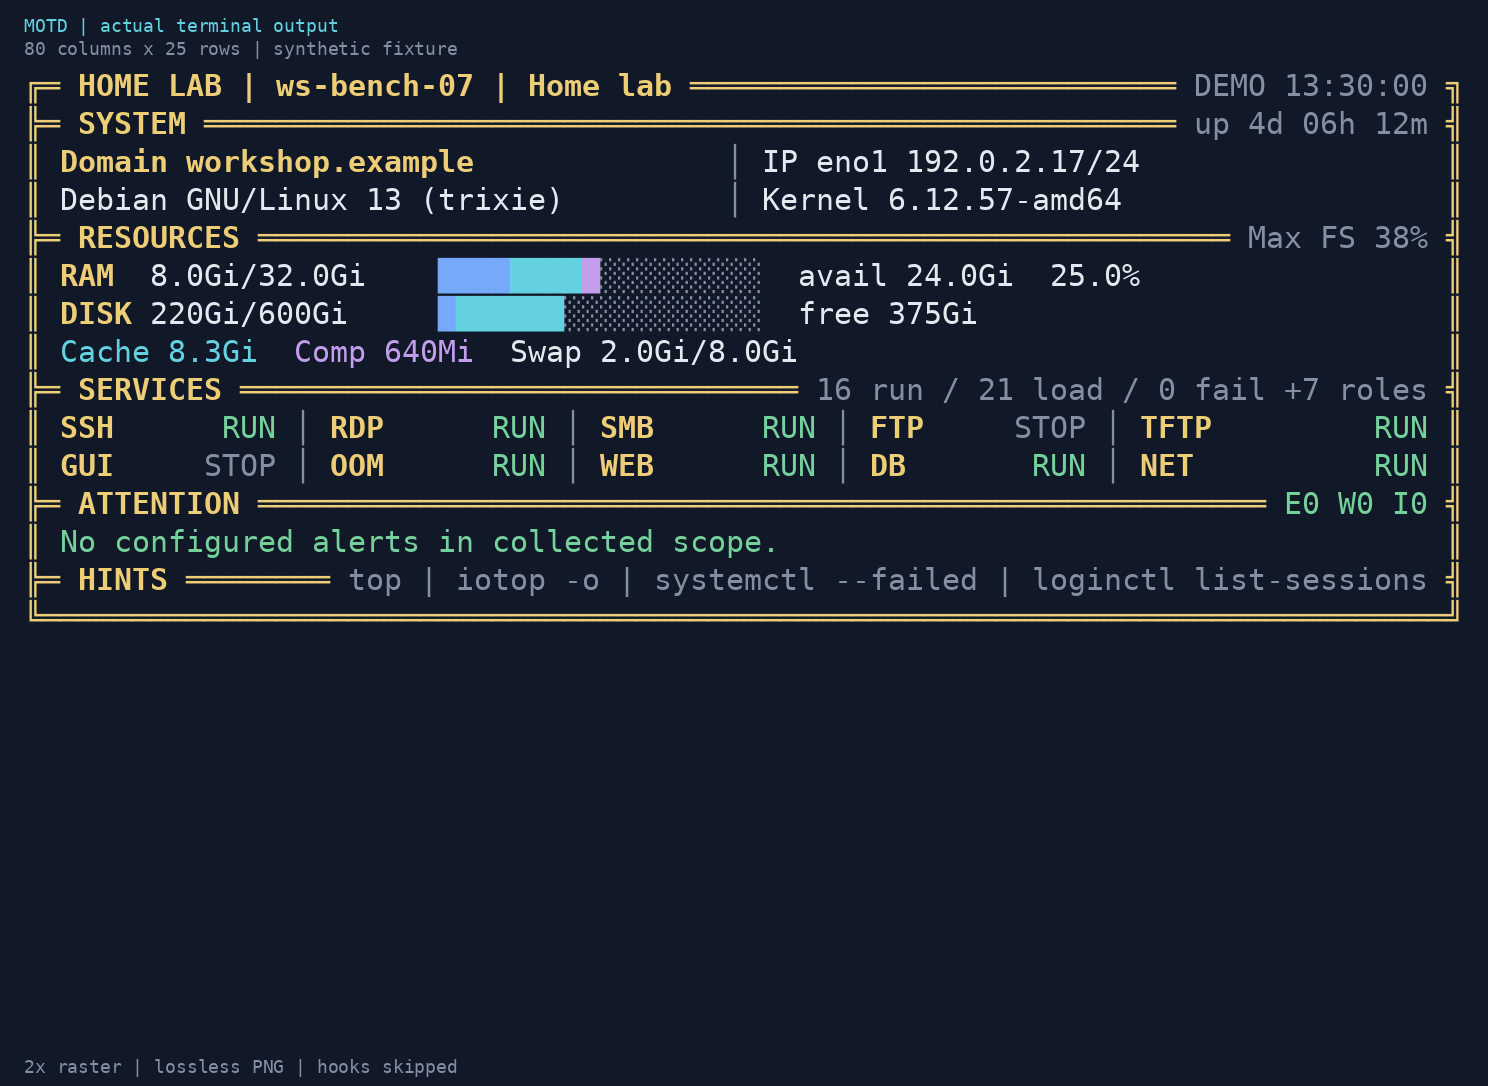 MOTD | actual terminal output
80 columns x 25 rows | synthetic fixture
HOME LAB | ws-bench-07 | Home lab DEMO 13:30:00
SYSTEM up 4d 06h 12m
Domain workshop.example │ IP eno1 192.0.2.17/24
Debian GNU/Linux 13 (trixie) │ Kernel 6.12.57-amd64
RESOURCES Max FS 38%
RAM 8.0Gi/32.0Gi avail 24.0Gi 25.0%
DISK 220Gi/600Gi free 375Gi
Cache 8.3Gi Comp 640Mi Swap 2.0Gi/8.0Gi
SERVICES 16 run / 21 load / 0 fail +7 roles
SSH RUN │ RDP RUN │ SMB RUN │ FTP STOP │ TFTP RUN
GUI STOP │ OOM RUN │ WEB RUN │ DB RUN │ NET RUN
ATTENTION E0 W0 I0
No configured alerts in collected scope.
HINTS top | iotop -o | systemctl --failed | loginctl list-sessions
2x raster | lossless PNG | hooks skipped